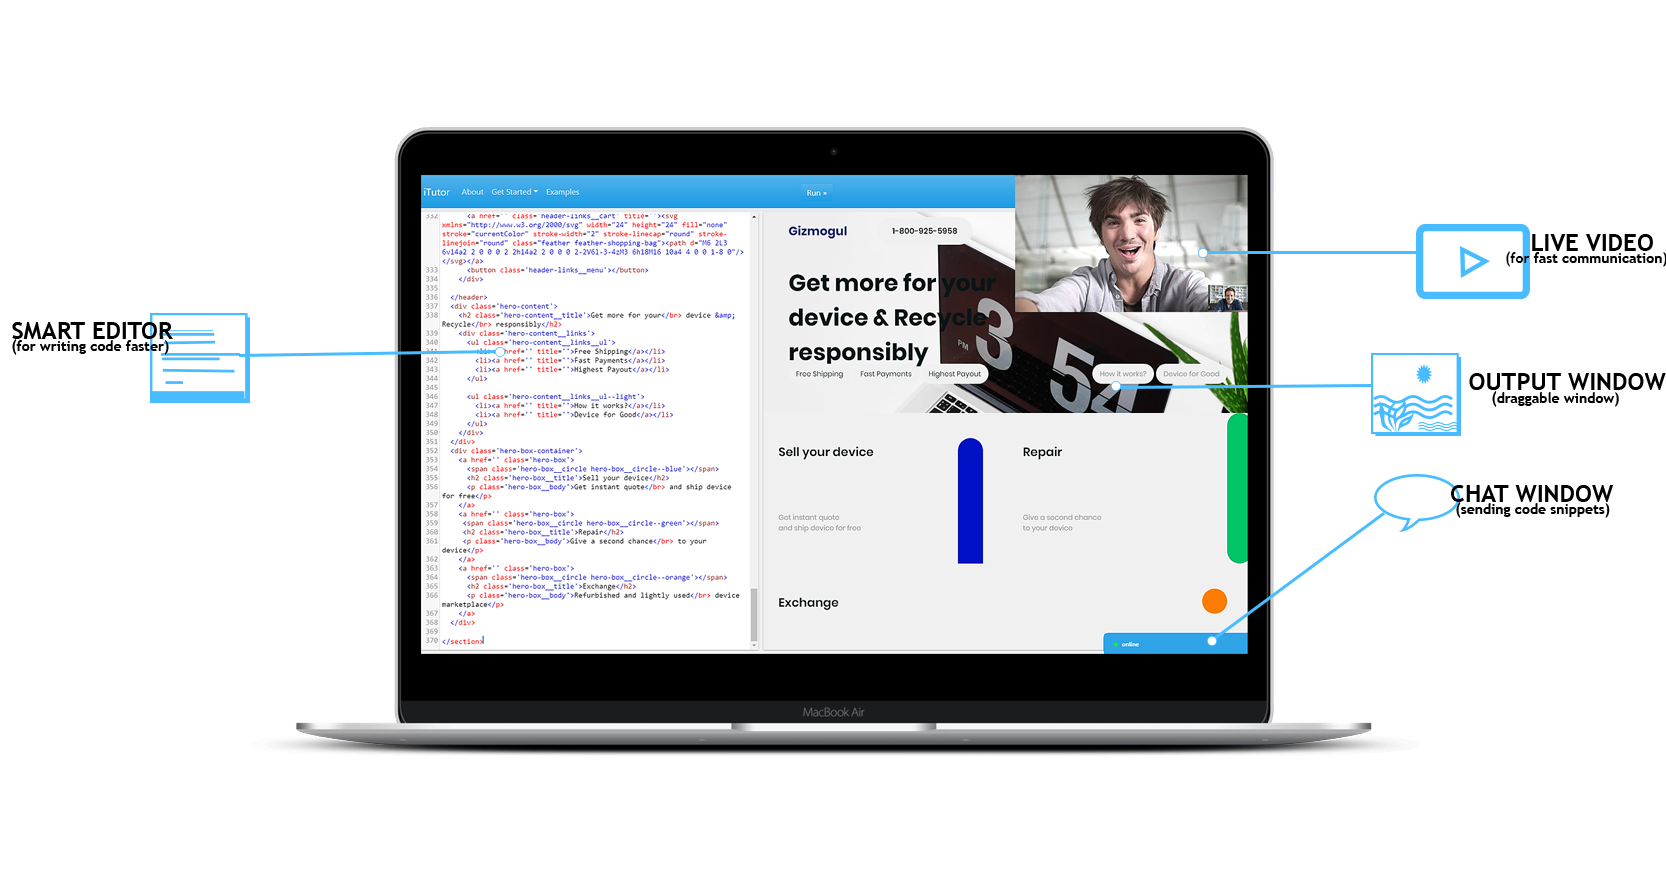 SMART EDITOR
(for writing code faster)
iTutor About Get Started Examples Run »
332 <a href='' class='header-links__cart' title=''><svg
xmlns="http://www.w3.org/2000/svg" width="24" height="24" fill="none"
stroke="currentColor" stroke-width="2" stroke-linecap="round" stroke-
linejoin="round" class="feather feather-shopping-bag"><path d="M6 2L3
6v14a2 2 0 0 0 2 2h14a2 2 0 0 0 2-2V6l-3-4zM3 6h18M16 10a4 4 0 0 1-8 0"/>
</svg></a>
333 <button class='header-links__menu'></button>
334 </div>
335
336 </header>
337 <div class='hero-content'>
338 <h2 class='hero-content__title'>Get more for your</br> device &amp;
Recycle</br> responsibly</h2>
339 <div class='hero-content__links'>
340 <ul class='hero-content__links__ul'>
341 <li><a href='' title=''>Free Shipping</a></li>
342 <li><a href='' title=''>Fast Payments</a></li>
343 <li><a href='' title=''>Highest Payout</a></li>
344 </ul>
345
346 <ul class='hero-content__links__ul--light'>
347 <li><a href='' title=''>How it works?</a></li>
348 <li><a href='' title=''>Device for Good</a></li>
349 </ul>
350 </div>
351 </div>
352 <div class='hero-box-container'>
353 <a href='' class='hero-box'>
354 <span class='hero-box__circle hero-box__circle--blue'></span>
355 <h2 class='hero-box__title'>Sell your device</h2>
356 <p class='hero-box__body'>Get instant quote</br> and ship device
for free</p>
357 </a>
358 <a href='' class='hero-box'>
359 <span class='hero-box__circle hero-box__circle--green'></span>
360 <h2 class='hero-box__title'>Repair</h2>
361 <p class='hero-box__body'>Give a second chance</br> to your
device</p>
362 </a>
363 <a href='' class='hero-box'>
364 <span class='hero-box__circle hero-box__circle--orange'></span>
365 <h2 class='hero-box__title'>Exchange</h2>
366 <p class='hero-box__body'>Refurbished and lightly used</br> device
marketplace</p>
367 </a>
368 </div>
369
370 </section>
Gizmogul 1-800-925-5958
Get more for your
device & Recycle
responsibly
Free Shipping Fast Payments Highest Payout How it works? Device for Good
PM 3 54
Sell your device
Get instant quote
and ship device for free
Repair
Give a second chance
to your device
Exchange
online
MacBook Air
LIVE VIDEO
(for fast communication)
OUTPUT WINDOW
(draggable window)
CHAT WINDOW
(sending code snippets)